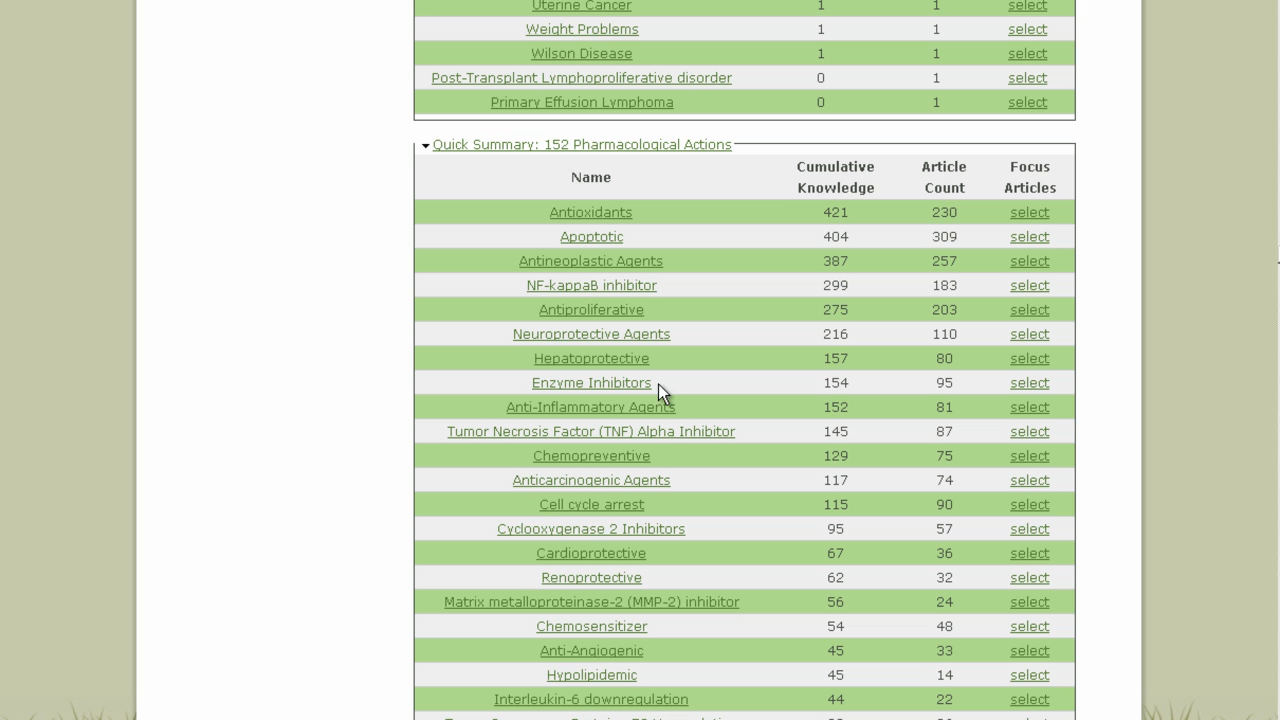 Uterine Cancer 1 1 select
Weight Problems 1 1 select
Wilson Disease 1 1 select
Post-Transplant Lymphoproliferative disorder 0 1 select
Primary Effusion Lymphoma 0 1 select
Quick Summary: 152 Pharmacological Actions
Name Cumulative Knowledge Article Count Focus Articles
Antioxidants 421 230 select
Apoptotic 404 309 select
Antineoplastic Agents 387 257 select
NF-kappaB inhibitor 299 183 select
Antiproliferative 275 203 select
Neuroprotective Agents 216 110 select
Hepatoprotective 157 80 select
Enzyme Inhibitors 154 95 select
Anti-Inflammatory Agents 152 81 select
Tumor Necrosis Factor (TNF) Alpha Inhibitor 145 87 select
Chemopreventive 129 75 select
Anticarcinogenic Agents 117 74 select
Cell cycle arrest 115 90 select
Cyclooxygenase 2 Inhibitors 95 57 select
Cardioprotective 67 36 select
Renoprotective 62 32 select
Matrix metalloproteinase-2 (MMP-2) inhibitor 56 24 select
Chemosensitizer 54 48 select
Anti-Angiogenic 45 33 select
Hypolipidemic 45 14 select
Interleukin-6 downregulation 44 22 select